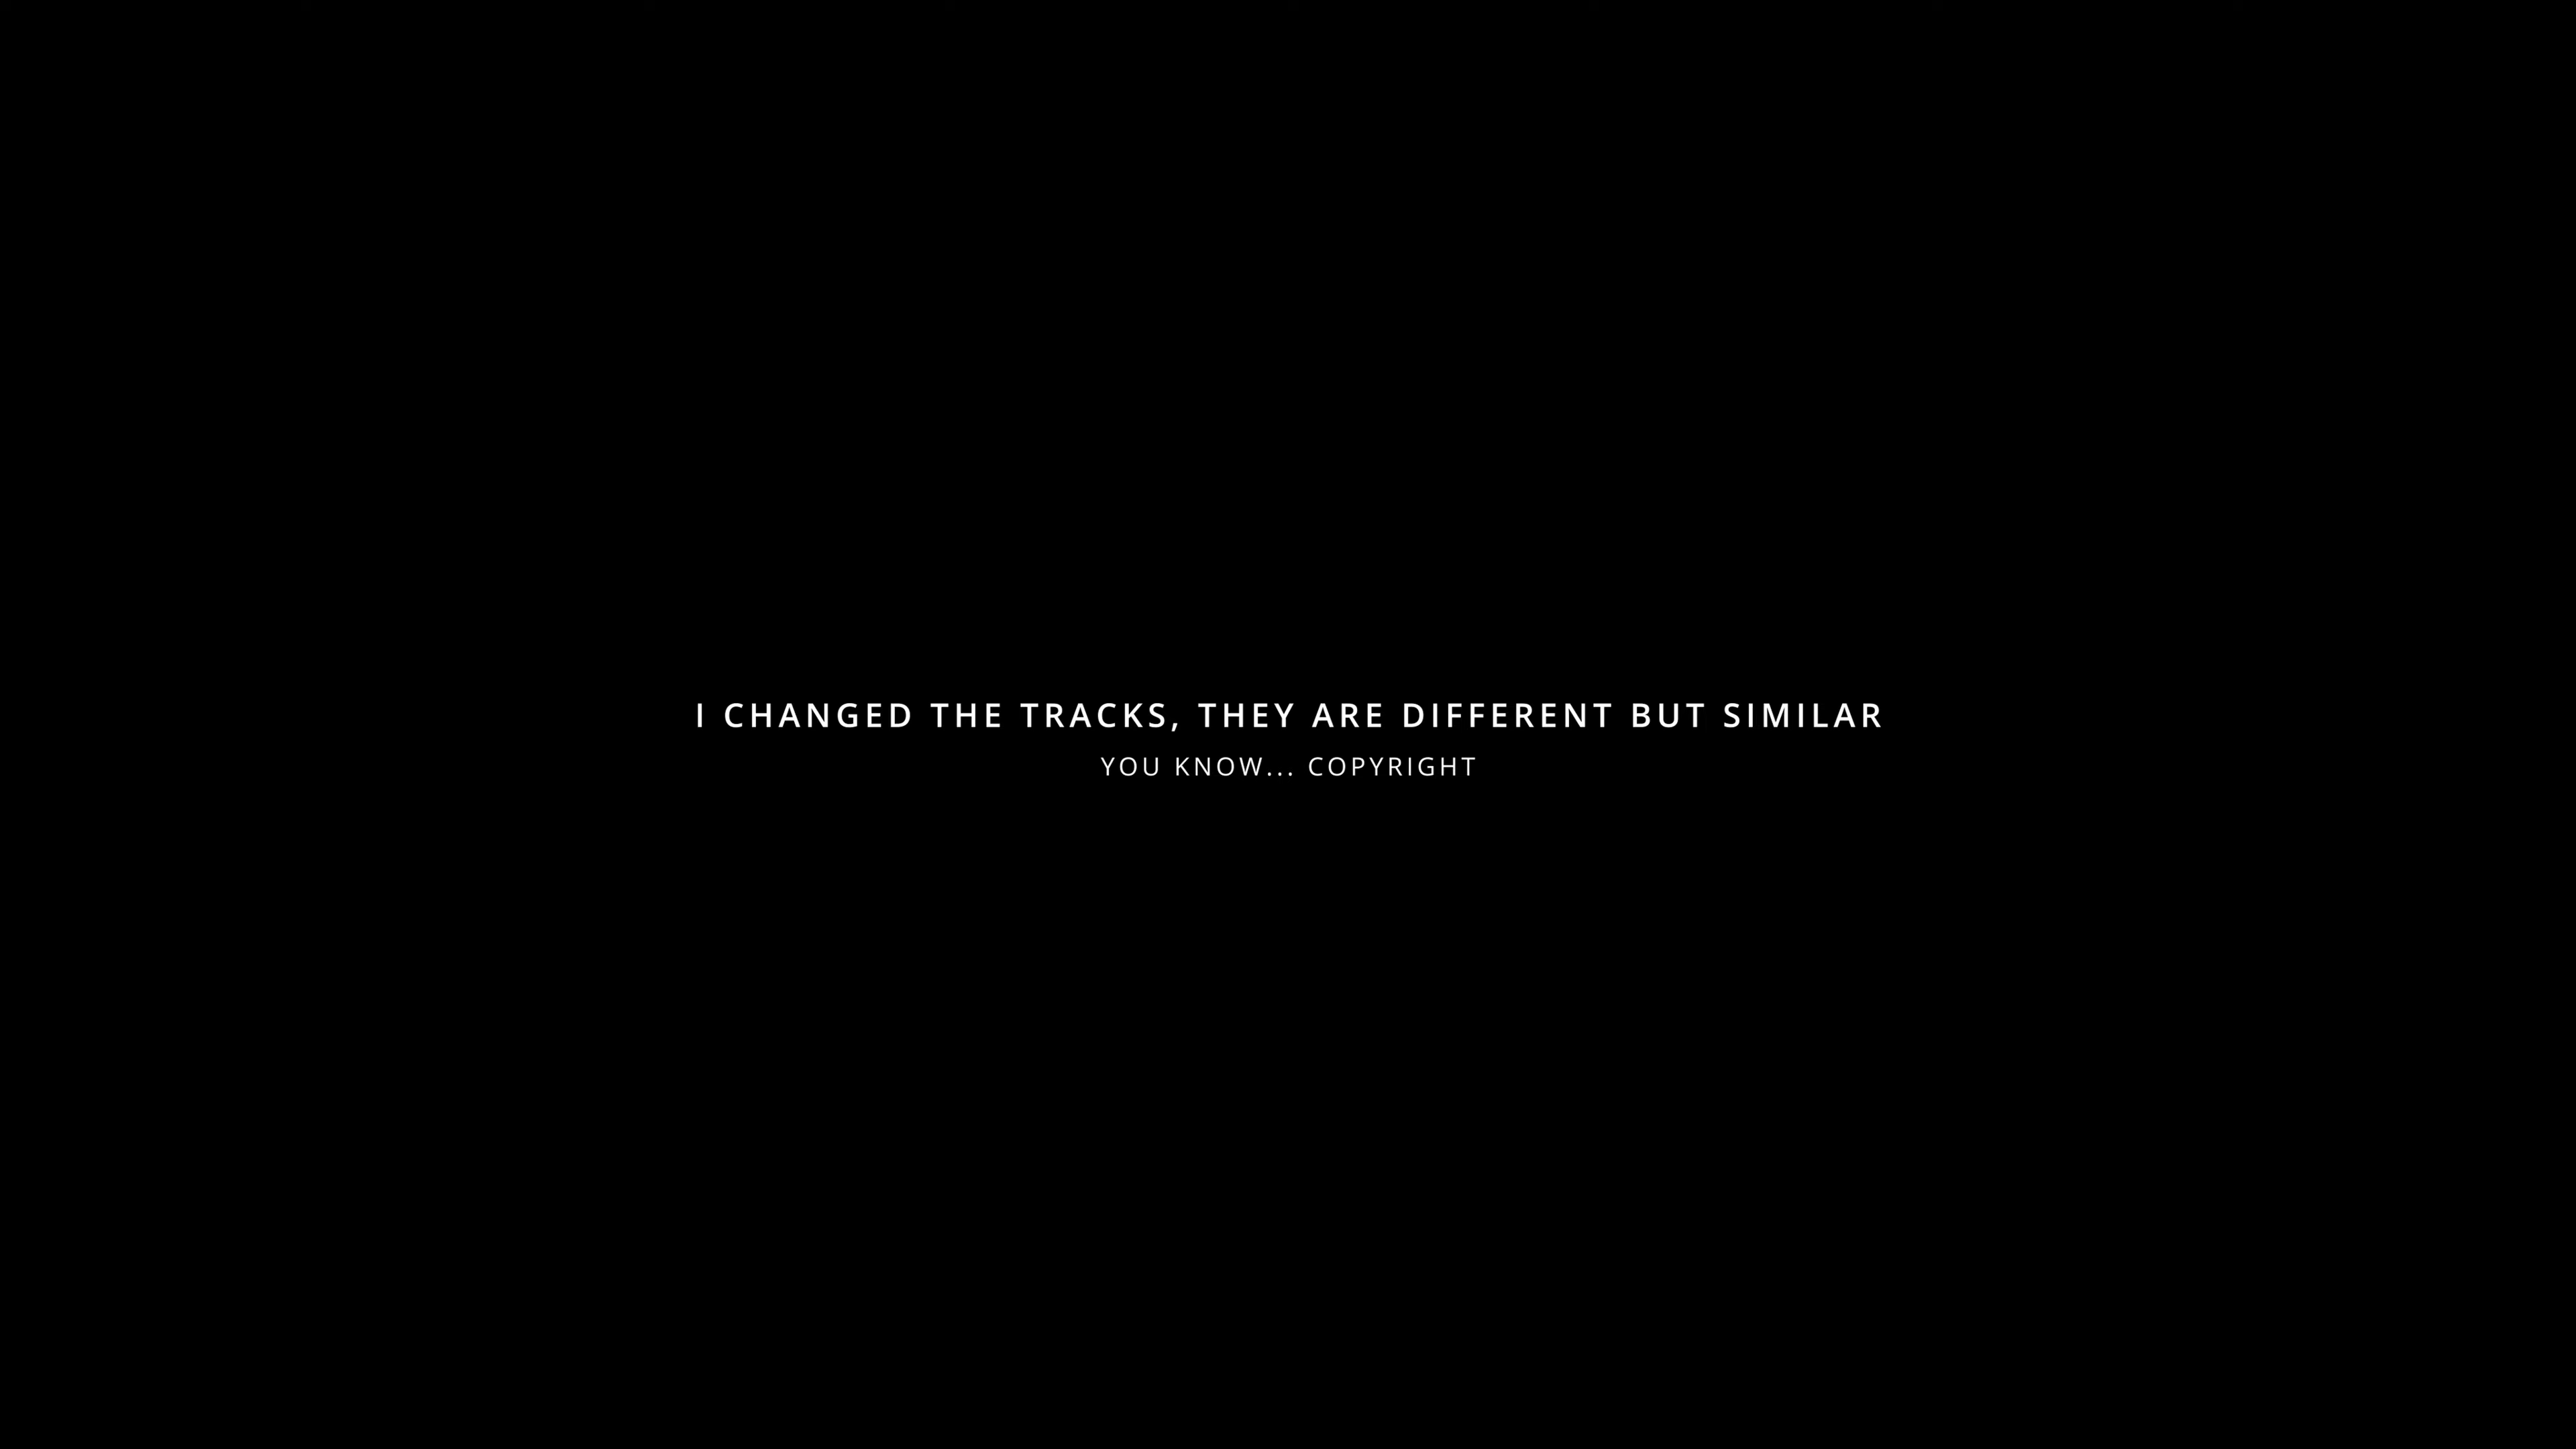 I CHANGED THE TRACKS, THEY ARE DIFFERENT BUT SIMILAR
YOU KNOW... COPYRIGHT